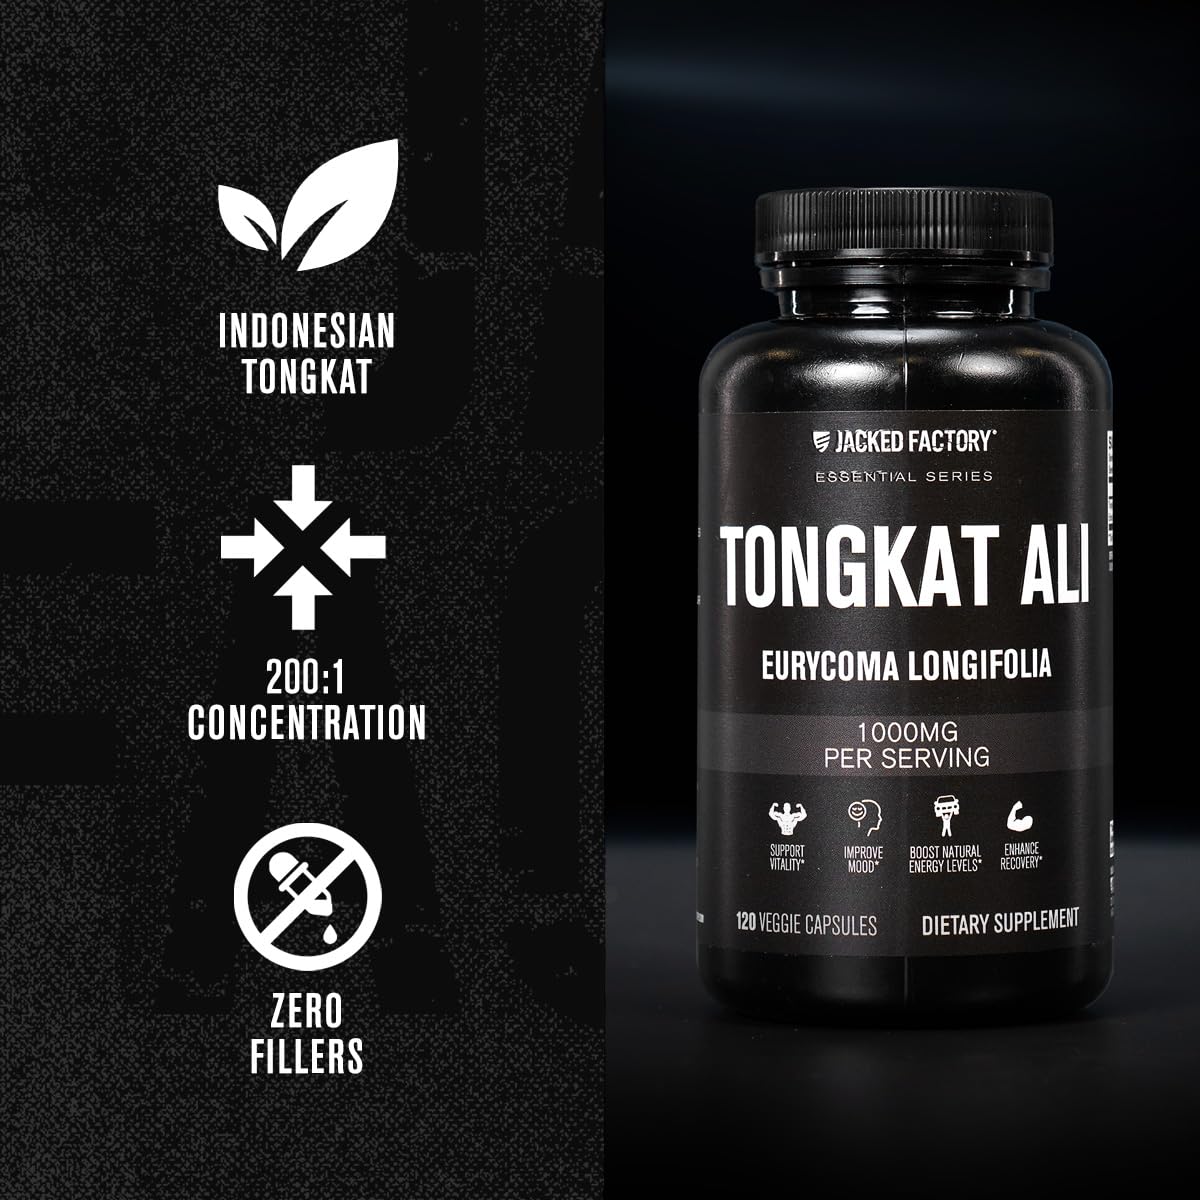 INDONESIAN
TONGKAT
200:1
CONCENTRATION
ZERO
FILLERS
JACKED FACTORY®
ESSENTIAL SERIES
TONGKAT ALI
EURYCOMA LONGIFOLIA
1000MG
PER SERVING
SUPPORT
VITALITY*
IMPROVE
MOOD*
BOOST NATURAL
ENERGY LEVELS*
ENHANCE
RECOVERY*
120 VEGGIE CAPSULES
DIETARY SUPPLEMENT